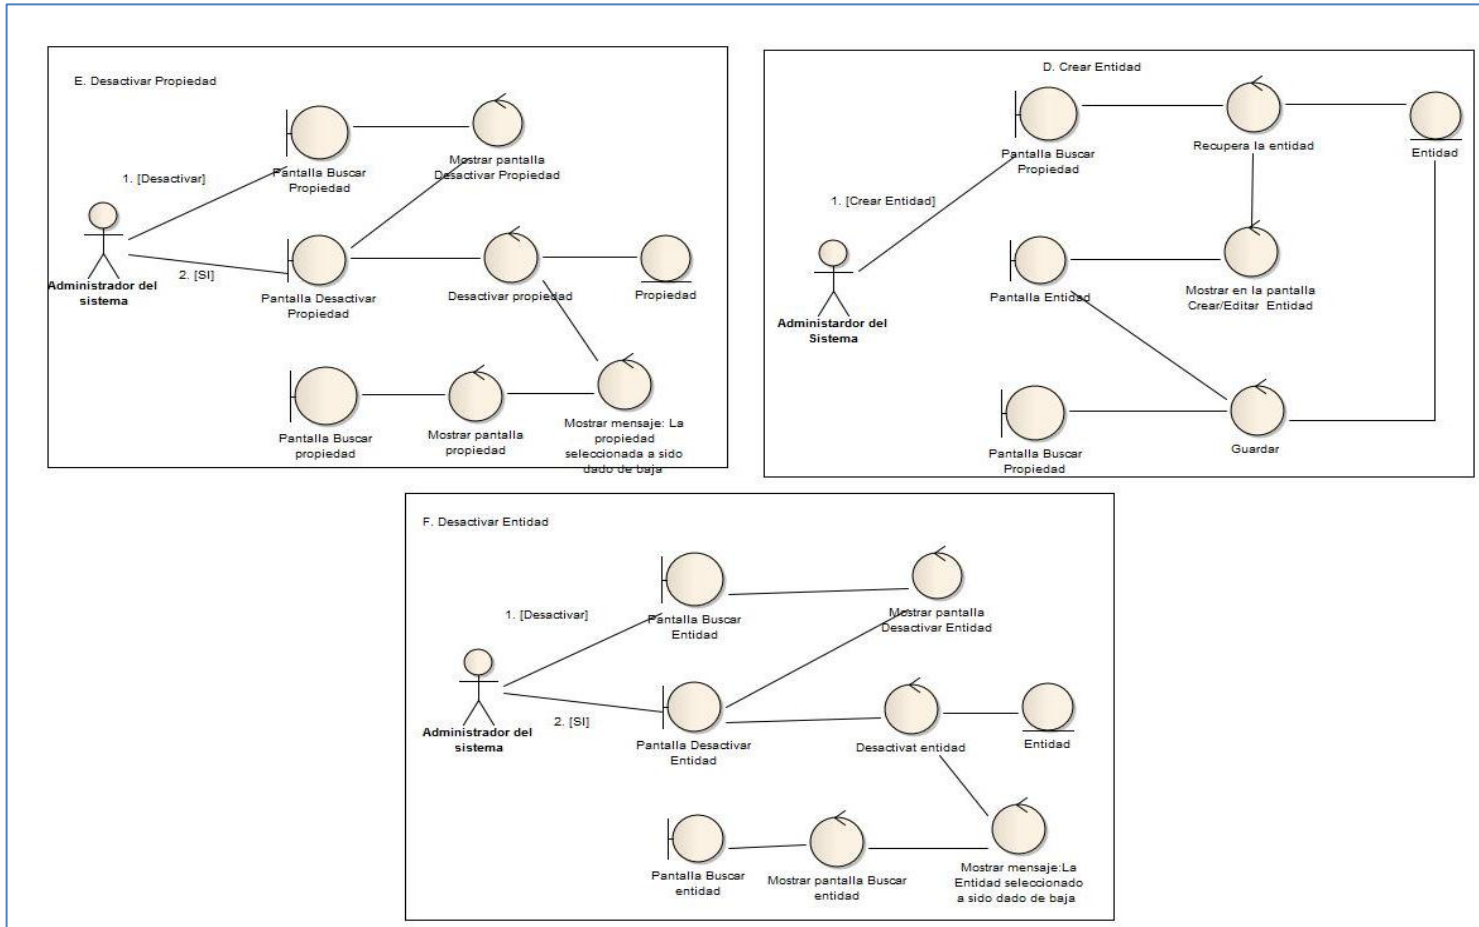 E. Desactivar Propiedad
Pantalla Buscar
Propiedad
Mostrar pantalla
Desactivar Propiedad
1. [Desactivar]
2. [SI]
Administrador del
sistema
Pantalla Desactivar
Propiedad
Desactivar propiedad
Propiedad
Pantalla Buscar
propiedad
Mostrar pantalla
propiedad
Mostrar mensaje: La
propiedad
seleccionada a sido
dado de baja
D. Crear Entidad
Pantalla Buscar
Propiedad
Recupera la entidad
Entidad
1. [Crear Entidad]
Administardor del
Sistema
Pantalla Entidad
Mostrar en la pantalla
Crear/Editar Entidad
Pantalla Buscar
Propiedad
Guardar
F. Desactivar Entidad
1. [Desactivar]
Pantalla Buscar
Entidad
Mostrar pantalla
Desactivar Entidad
2. [SI]
Administrador del
sistema
Pantalla Desactivar
Entidad
Desactivat entidad
Entidad
Pantalla Buscar
entidad
Mostrar pantalla Buscar
entidad
Mostrar mensaje:La
Entidad seleccionado
a sido dado de baja